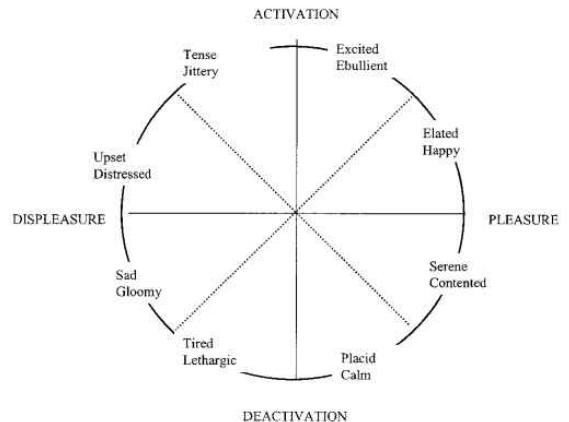 ACTIVATION
Tense
Jittery
Excited
Ebullient
Upset
Distressed
Elated
Happy
DISPLEASURE
PLEASURE
Sad
Gloomy
Serene
Contented
Tired
Lethargic
Placid
Calm
DEACTIVATION